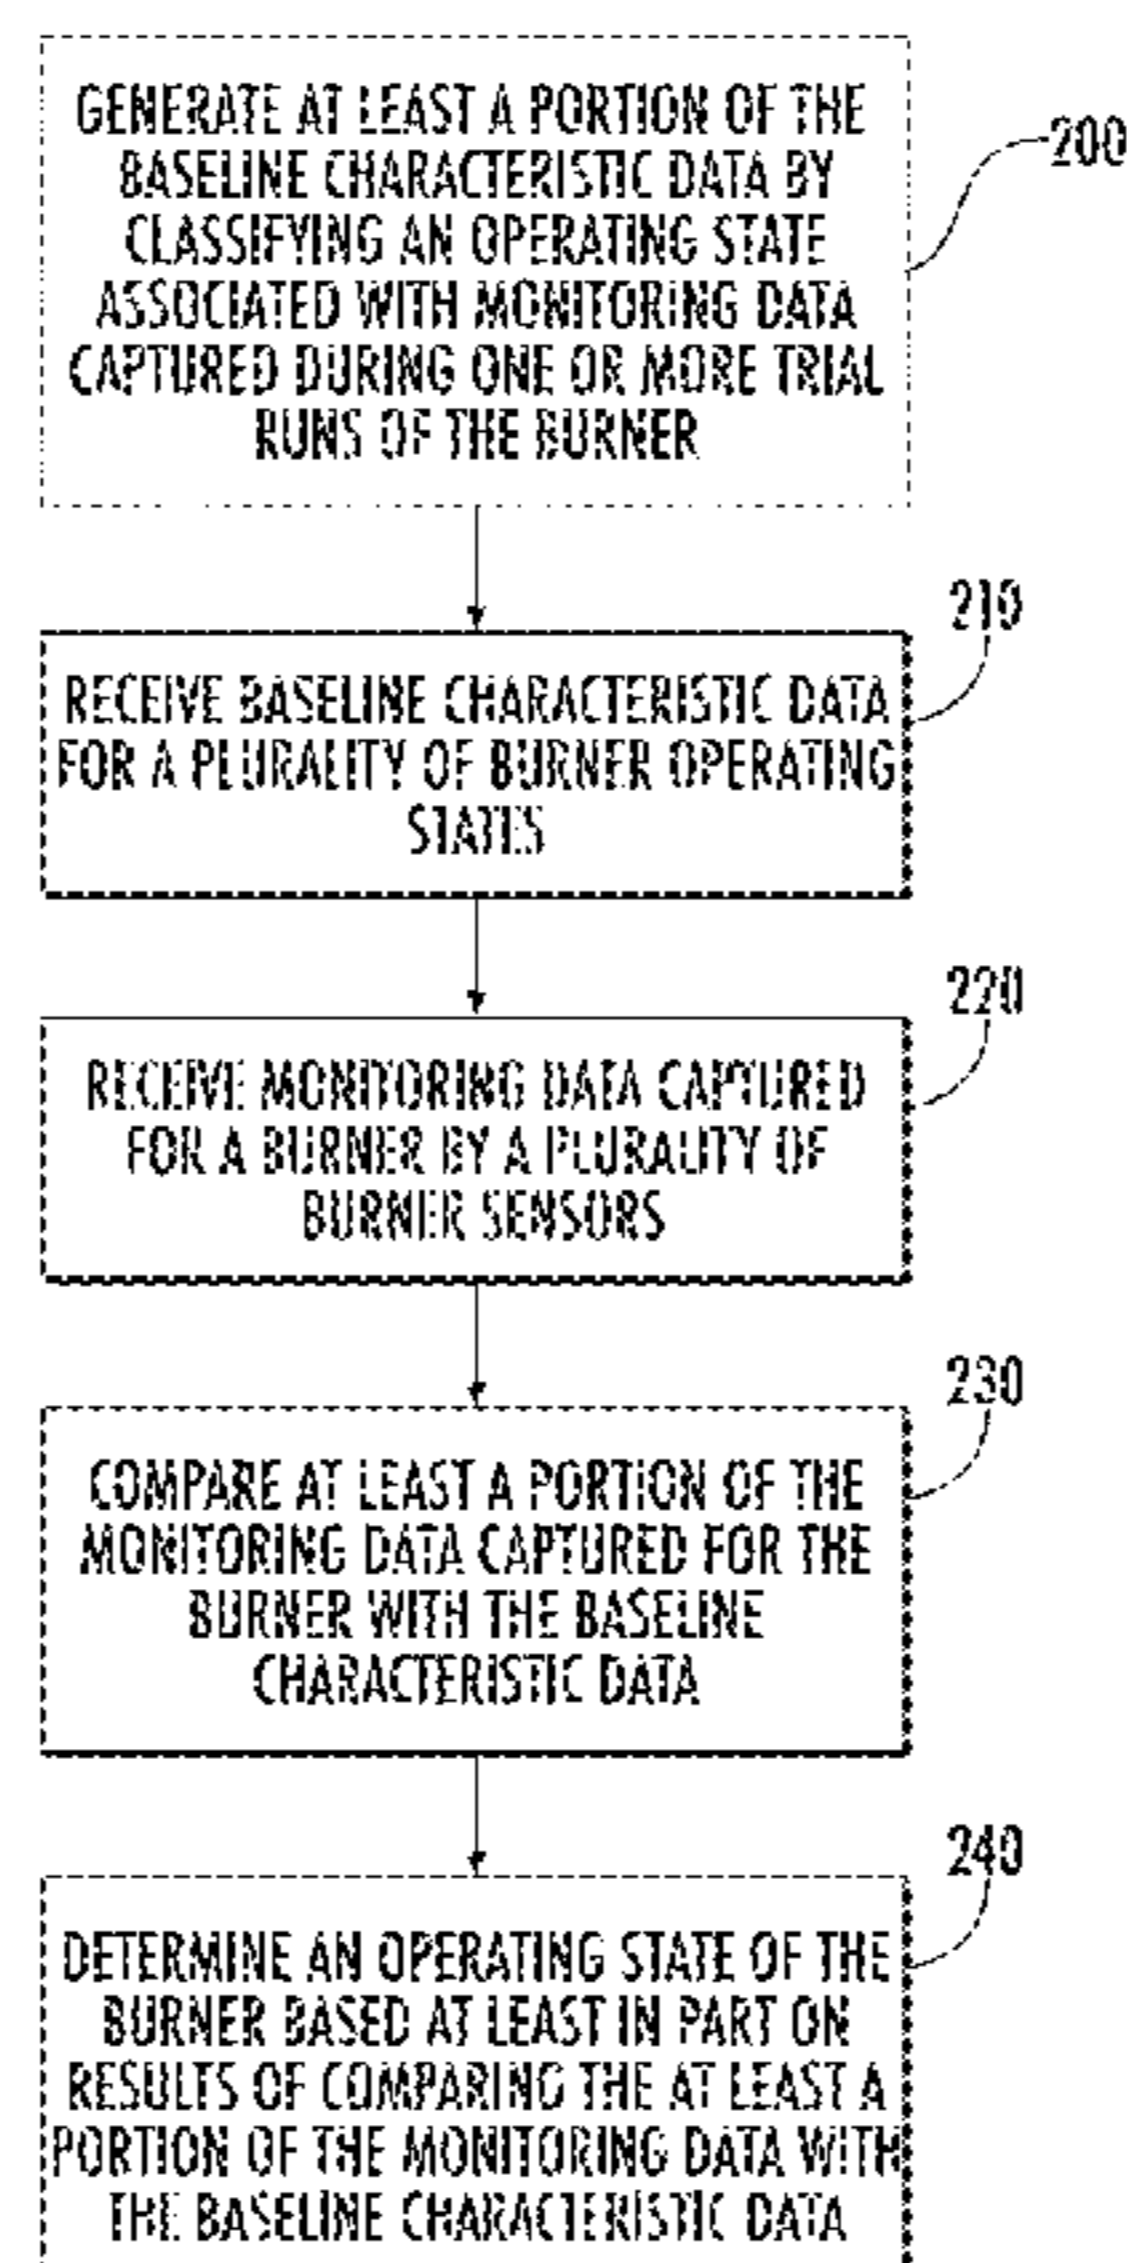 GENERATE AT LEAST A PORTION OF THE
BASELINE CHARACTERISTIC DATA BY
CLASSIFYING AN OPERATING STATE
ASSOCIATED WITH MONITORING DATA
CAPTURED DURING ONE OR MORE TRIAL
RUNS OF THE BURNER
200
210
RECEIVE BASELINE CHARACTERISTIC DATA
FOR A PLURALITY OF BURNER OPERATING
STATES
220
RECEIVE MONITORING DATA CAPTURED
FOR A BURNER BY A PLURALITY OF
BURNER SENSORS
230
COMPARE AT LEAST A PORTION OF THE
MONITORING DATA CAPTURED FOR THE
BURNER WITH THE BASELINE
CHARACTERISTIC DATA
240
DETERMINE AN OPERATING STATE OF THE
BURNER BASED AT LEAST IN PART ON
RESULTS OF COMPARING THE AT LEAST A
PORTION OF THE MONITORING DATA WITH
THE BASELINE CHARACTERISTIC DATA